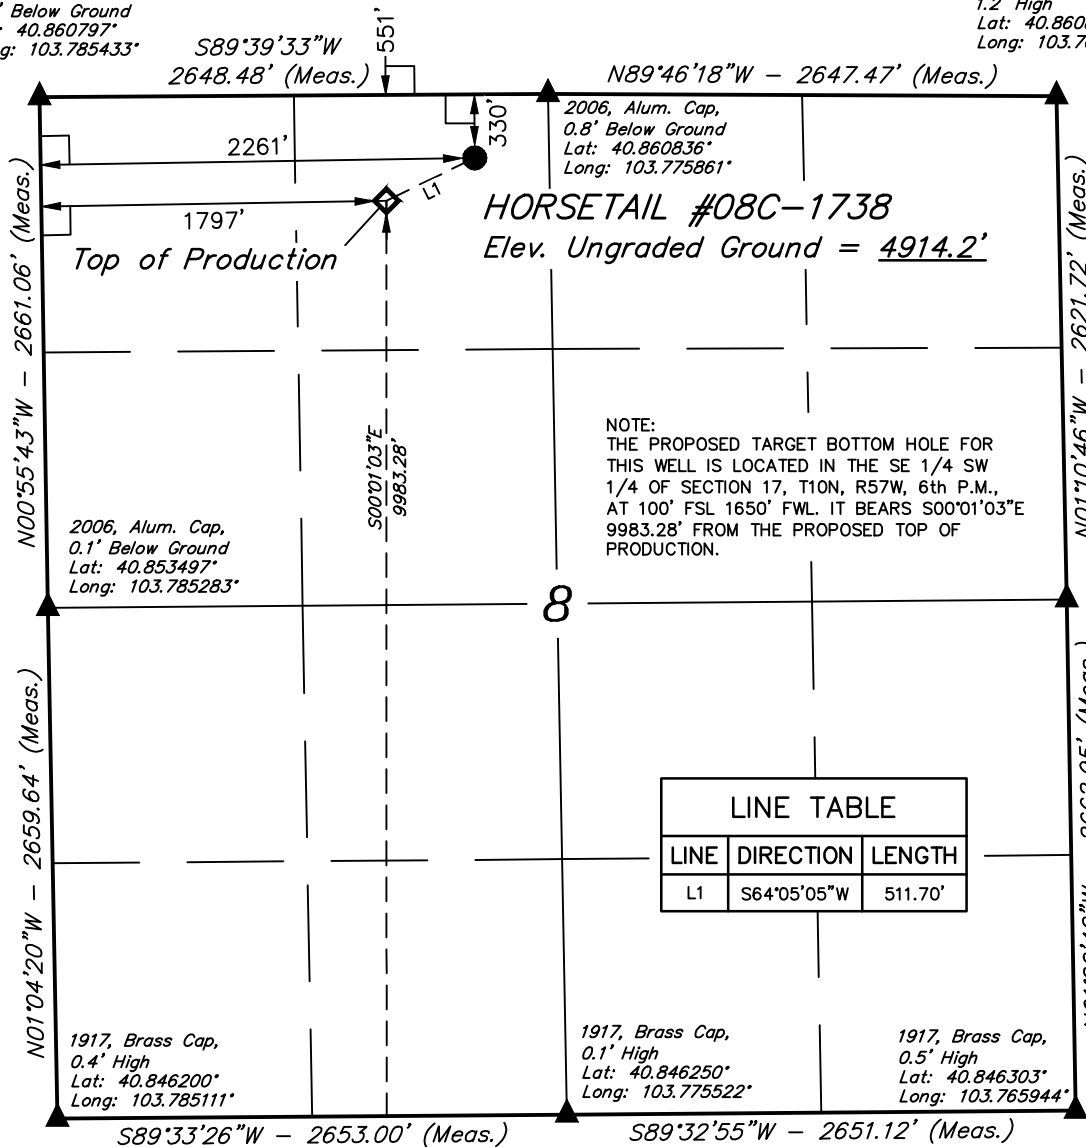 Below Ground
40.860797°
103.785433°
S89°39'33"W
2648.48' (Meas.)
551'
1.2' High
Lat:
Long:
N89°46'18"W – 2647.47' (Meas.)
2006, Alum. Cap,
0.8' Below Ground
Lat: 40.860836°
Long: 103.775861°
330'
2261'
L1
1797'
HORSETAIL #08C–1738
Elev. Ungraded Ground = 4914.2'
Top of Production
N00°55'43"W – 2661.06' (Meas.)
N01°10'46"W – 2621.72' (Meas.)
S00°01'03"E
9983.28'
NOTE:
THE PROPOSED TARGET BOTTOM HOLE FOR
THIS WELL IS LOCATED IN THE SE 1/4 SW
1/4 OF SECTION 17, T10N, R57W, 6th P.M.,
AT 100' FSL 1650' FWL. IT BEARS S00°01'03"E
9983.28' FROM THE PROPOSED TOP OF
PRODUCTION.
2006, Alum. Cap,
0.1' Below Ground
Lat: 40.853497°
Long: 103.785283°
8
N01°04'20"W – 2659.64' (Meas.)
(Meas.)
LINE TABLE
LINE DIRECTION LENGTH
L1 S64°05'05"W 511.70'
1917, Brass Cap,
0.4' High
Lat: 40.846200°
Long: 103.785111°
1917, Brass Cap,
0.1' High
Lat: 40.846250°
Long: 103.775522°
1917, Brass Cap,
0.5' High
Lat: 40.846303°
Long: 103.765944°
S89°33'26"W – 2653.00' (Meas.)
S89°32'55"W – 2651.12' (Meas.)